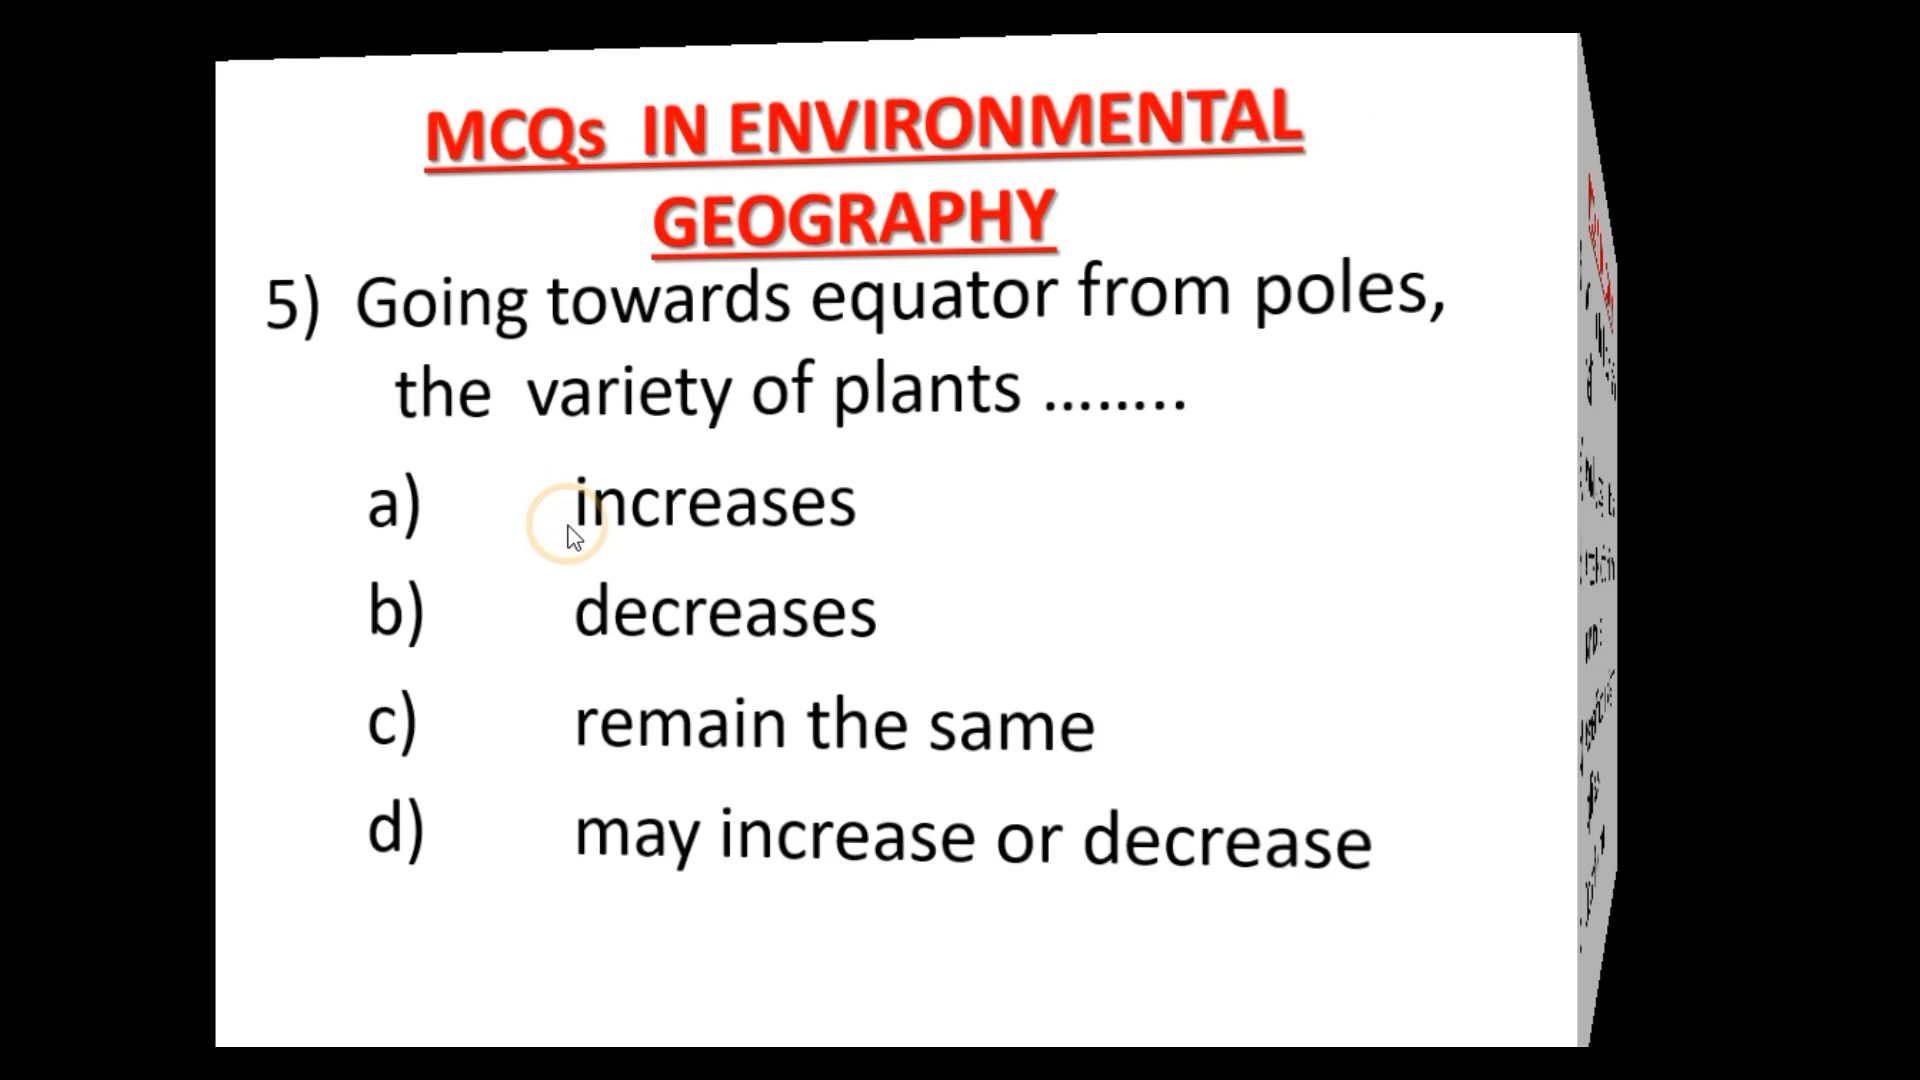 MCQs IN ENVIRONMENTAL
GEOGRAPHY
5) Going towards equator from poles,
the variety of plants ........
a) increases
b) decreases
c) remain the same
d) may increase or decrease